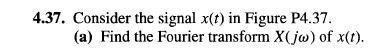 4.37. Consider the signal x(t) in Figure P4.37.
(a) Find the Fourier transform X(jω) of x(t).